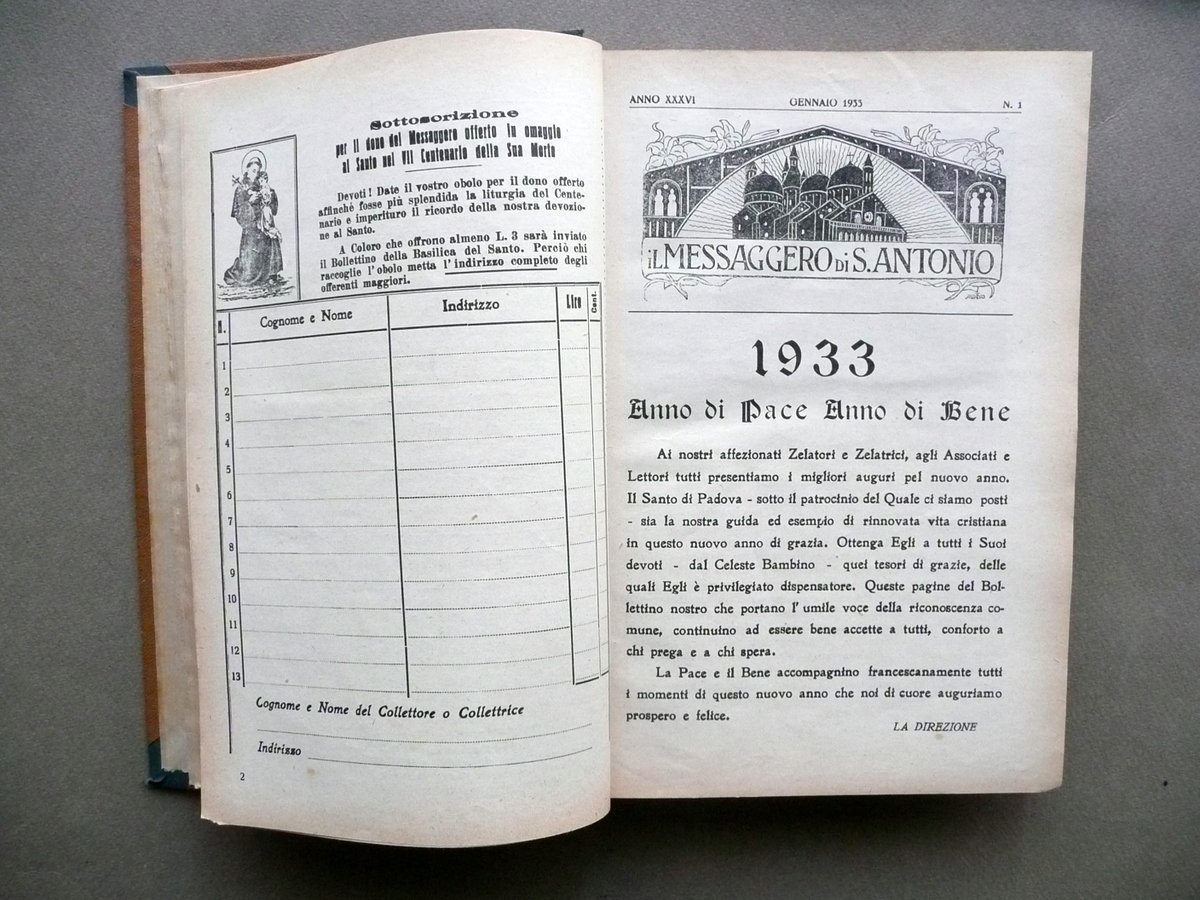 Sottoscrizione
per il dono del Messaggero offerto in omaggio
al Santo nel VII Centenario della Sua Morte
Devoti! Date il vostro obolo per il dono offerto
affinché fosse più splendida la liturgia del Cente-
nario e imperituro il ricordo della nostra devozio-
ne al Santo.
A Coloro che offrono almeno L. 3 sarà inviato
il Bollettino della Basilica del Santo. Perciò chi
raccoglie l'obolo metta l'indirizzo completo degli
offerenti maggiori.
N. Cognome e Nome Indirizzo Lire Cent.
1
2
3
4
5
6
7
8
9
10
11
12
13
Cognome e Nome del Collettore o Collettrice
Indirizzo
2
ANNO XXXVI GENNAIO 1933 N. 1
iL MESSAGGERO Di S. ANTONIO
1933
Anno di Pace Anno di Bene
Ai nostri affezionati Zelatori e Zelatrici, agli Associati e
Lettori tutti presentiamo i migliori auguri pel nuovo anno.
Il Santo di Padova - sotto il patrocinio del Quale ci siamo posti
- sia la nostra guida ed esempio di rinnovata vita cristiana
in questo nuovo anno di grazia. Ottenga Egli a tutti i Suoi
devoti - dal Celeste Bambino - quei tesori di grazie, delle
quali Egli è privilegiato dispensatore. Queste pagine del Bol-
lettino nostro che portano l'umile voce della riconoscenza co-
mune, continuino ad essere bene accette a tutti, conforto a
chi prega e a chi spera.
La Pace e il Bene accompagnino francescanamente tutti
i momenti di questo nuovo anno che noi di cuore auguriamo
prospero e felice.
LA DIREZIONE